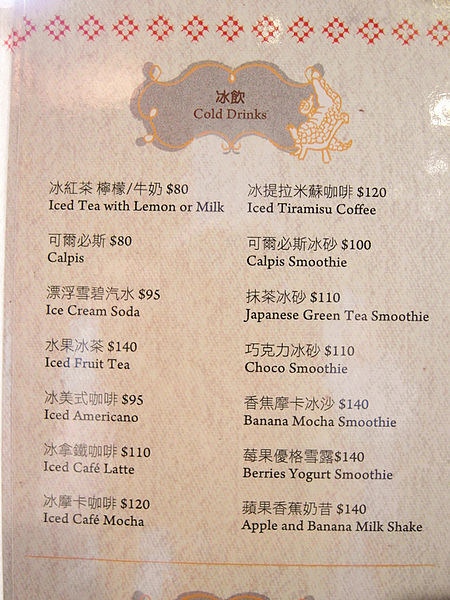 冰飲
Cold Drinks
冰紅茶 檸檬/牛奶 $80
Iced Tea with Lemon or Milk
可爾必斯 $80
Calpis
漂浮雪碧汽水 $95
Ice Cream Soda
水果冰茶 $140
Iced Fruit Tea
冰美式咖啡 $95
Iced Americano
冰拿鐵咖啡 $110
Iced Café Latte
冰摩卡咖啡 $120
Iced Café Mocha
冰提拉米蘇咖啡 $120
Iced Tiramisu Coffee
可爾必斯冰砂 $100
Calpis Smoothie
抹茶冰砂 $110
Japanese Green Tea Smoothie
巧克力冰砂 $110
Choco Smoothie
香焦摩卡冰沙 $140
Banana Mocha Smoothie
莓果優格雪露$140
Berries Yogurt Smoothie
蘋果香蕉奶昔 $140
Apple and Banana Milk Shake